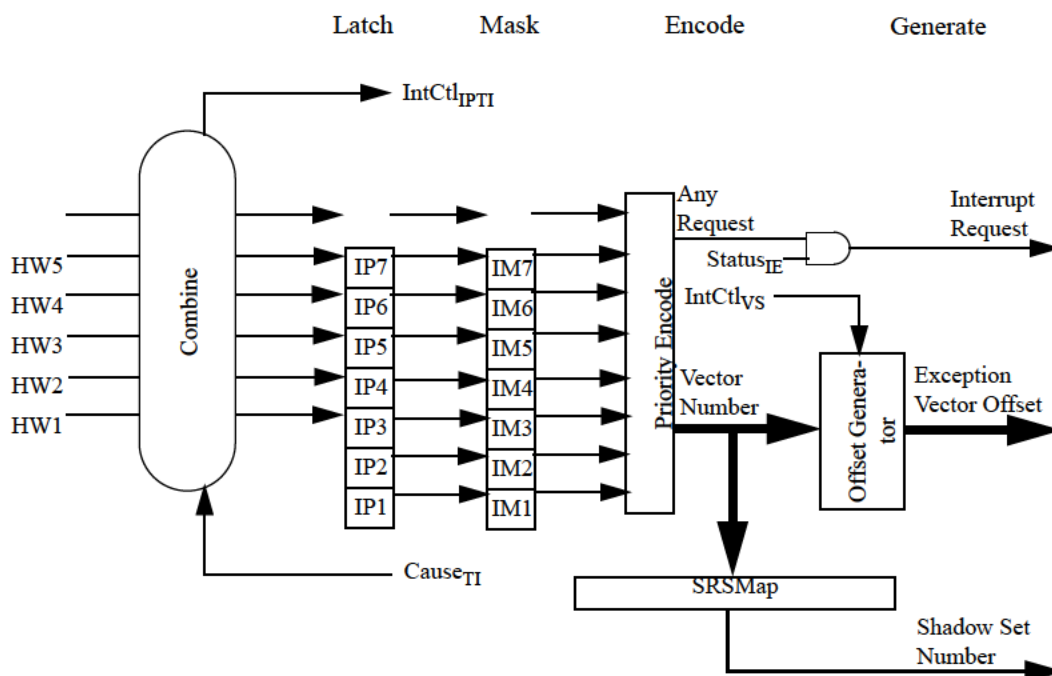 Latch Mask Encode Generate
IntCtlIPTI
Any
Request
Interrupt
Request
StatusIE
HW5
HW4
HW3
HW2
HW1
Combine
IP7
IP6
IP5
IP4
IP3
IP2
IP1
IM7
IM6
IM5
IM4
IM3
IM2
IM1
Priority Encode
IntCtlVS
Vector
Number
Offset Genera-
tor
Exception
Vector Offset
CauseTI
SRSMap
Shadow Set
Number